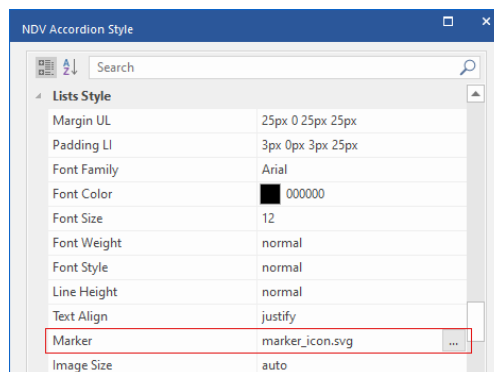 NDV Accordion Style
Search
Lists Style
Margin UL 25px 0 25px 25px
Padding LI 3px 0px 3px 25px
Font Family Arial
Font Color 000000
Font Size 12
Font Weight normal
Font Style normal
Line Height normal
Text Align justify
Marker marker_icon.svg ...
Image Size auto